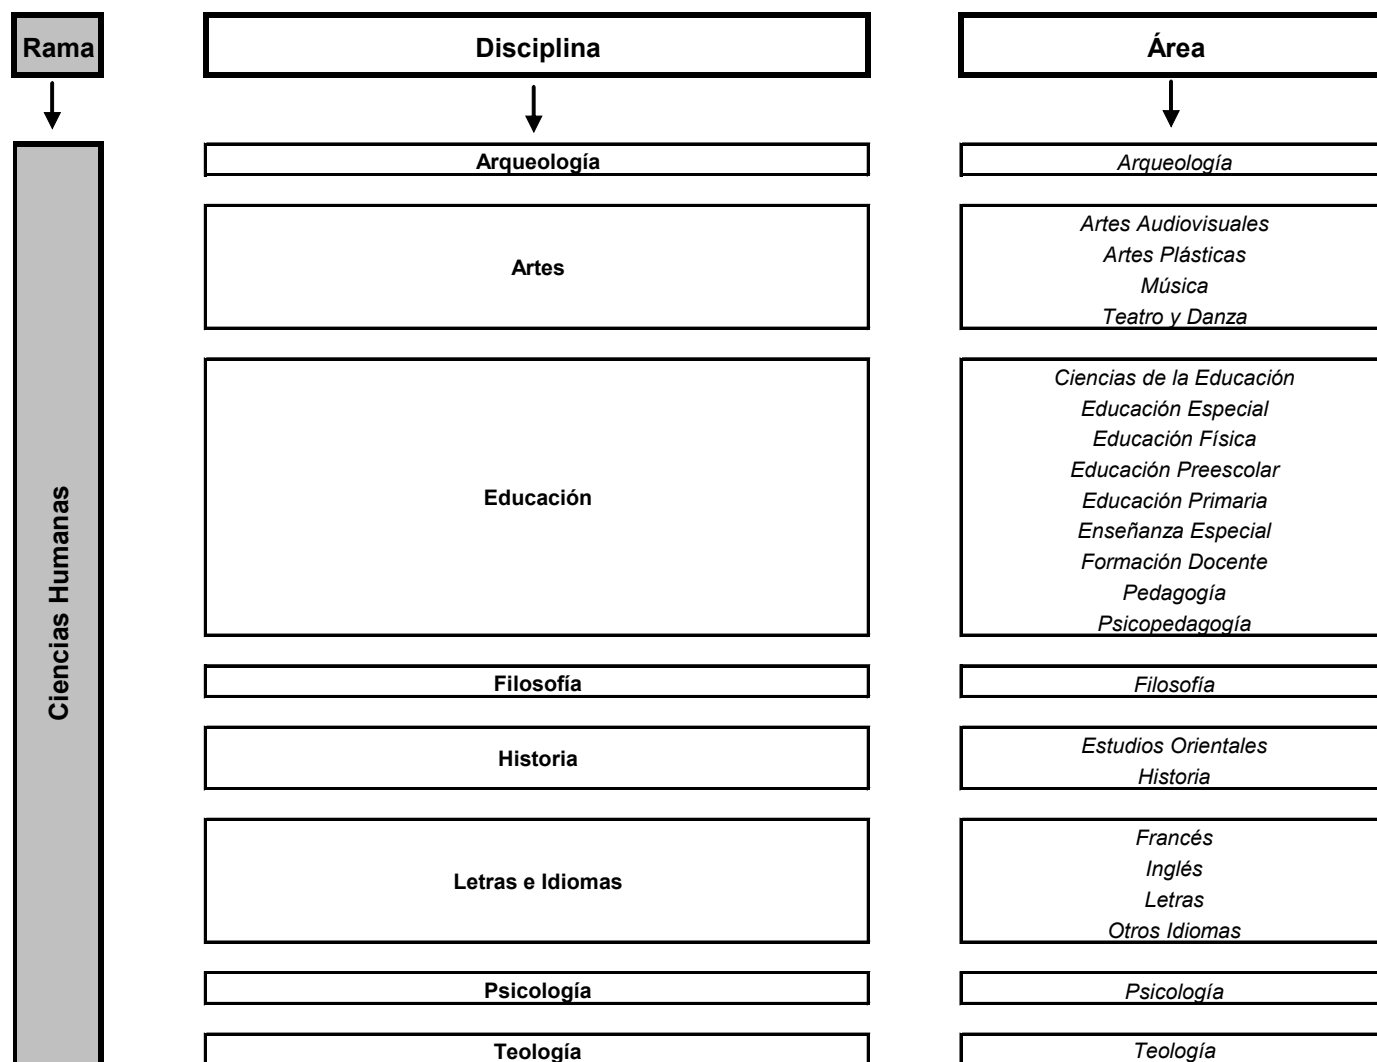 Rama
Disciplina
Área
Ciencias Humanas
Arqueología
Arqueología
Artes
Artes Audiovisuales
Artes Plásticas
Música
Teatro y Danza
Educación
Ciencias de la Educación
Educación Especial
Educación Física
Educación Preescolar
Educación Primaria
Enseñanza Especial
Formación Docente
Pedagogía
Psicopedagogía
Filosofía
Filosofía
Historia
Estudios Orientales
Historia
Letras e Idiomas
Francés
Inglés
Letras
Otros Idiomas
Psicología
Psicología
Teología
Teología